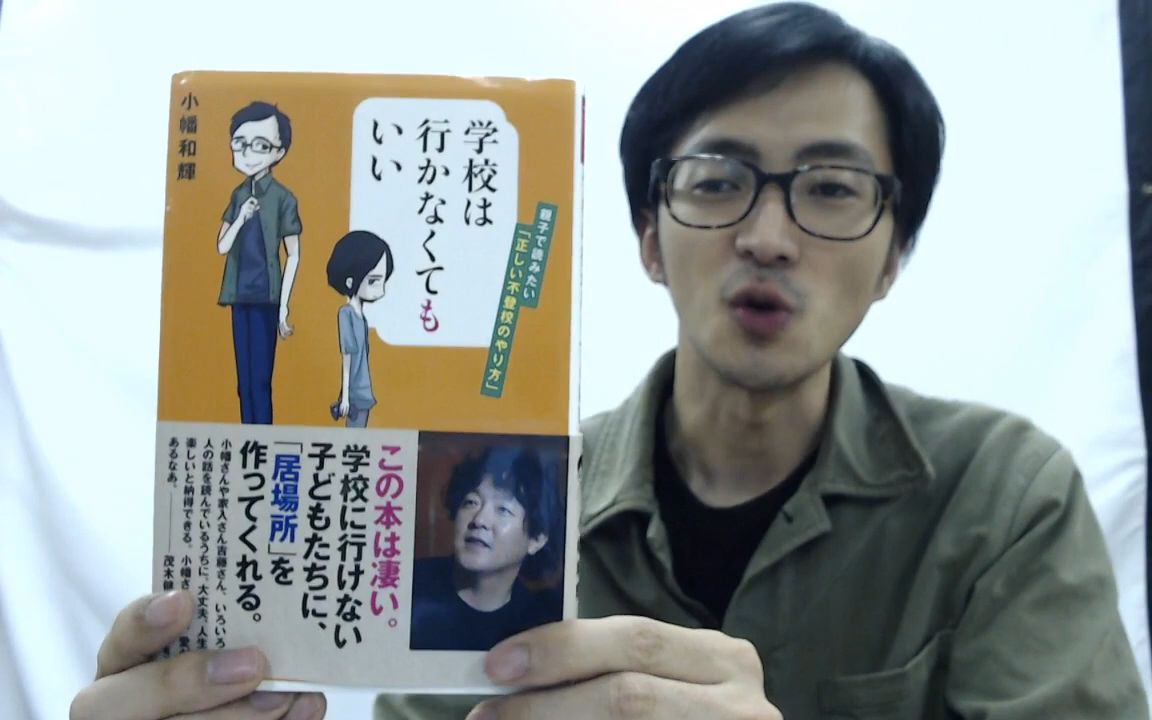 小幡和輝
学校は
行かなくても
いい
親子で読みたい
「正しい不登校のやり方」
この本は凄い。
学校に行けない
子どもたちに、
「居場所」を
作ってくれる。
小幡さんや家入さん吉藤さん、いろいろ
人の話を読んでいるうちに、大丈夫、人生
楽しいと納得できる。小幡さ
あるなあ。――茂木健